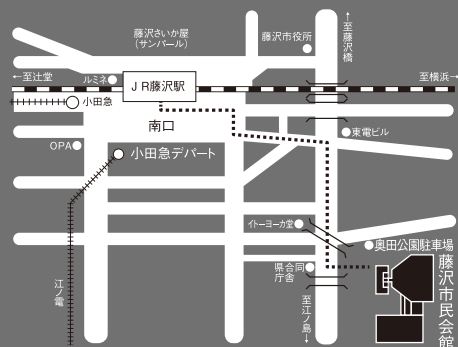 藤沢さいか屋
(サンパール)
藤沢市役所
←至藤沢橋
←至辻堂
ルミネ
JR藤沢駅
至横浜→
小田急
南口
東電ビル
OPA
小田急デパート
イトーヨーカ堂
奥田公園駐車場
県合同
庁舎
藤沢市民会館
江ノ電
至江ノ島→